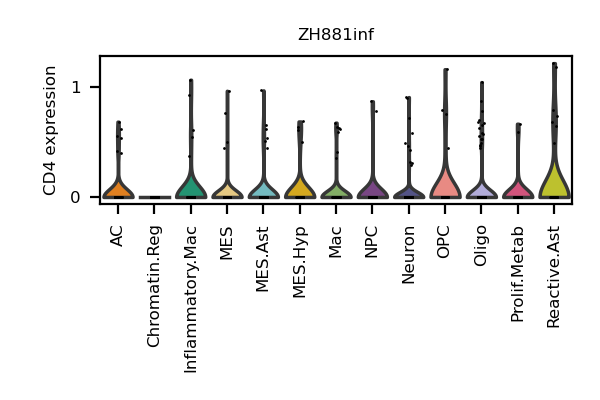 ZH881inf
CD4 expression
1
0
AC
Chromatin.Reg
Inflammatory.Mac
MES
MES.Ast
MES.Hyp
Mac
NPC
Neuron
OPC
Oligo
Prolif.Metab
Reactive.Ast